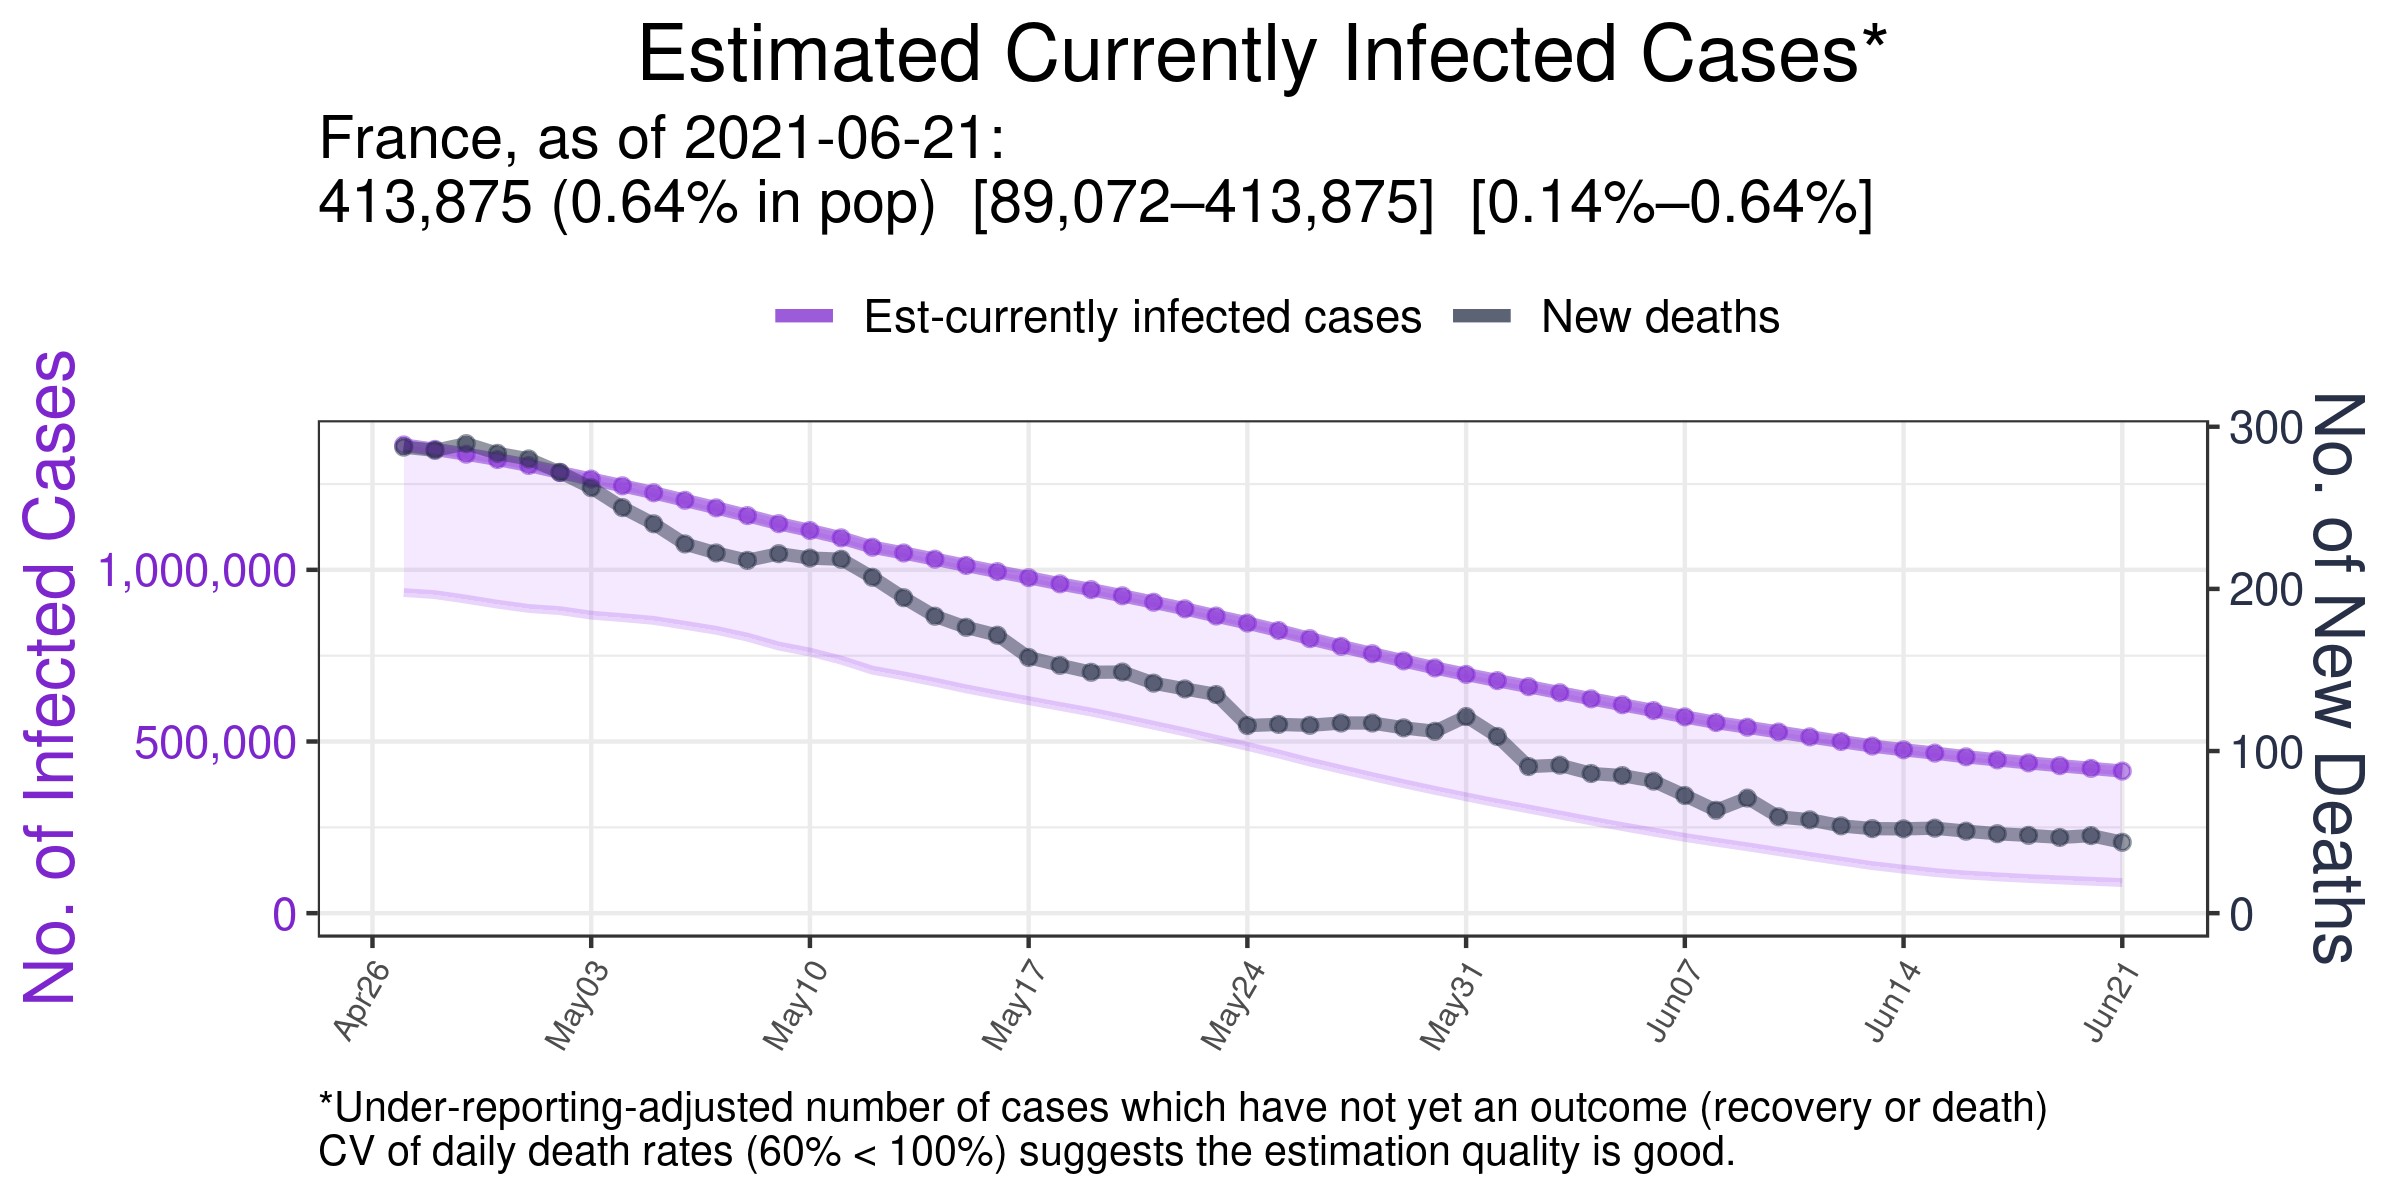 Estimated Currently Infected Cases*
France, as of 2021-06-21:
413,875 (0.64% in pop)  [89,072–413,875]  [0.14%–0.64%]
Est-currently infected cases
New deaths
No. of Infected Cases
1,000,000
500,000
0
300
200
100
0
No. of New Deaths
Apr26
May03
May10
May17
May24
May31
Jun07
Jun14
Jun21
*Under-reporting-adjusted number of cases which have not yet an outcome (recovery or death)
CV of daily death rates (60% < 100%) suggests the estimation quality is good.